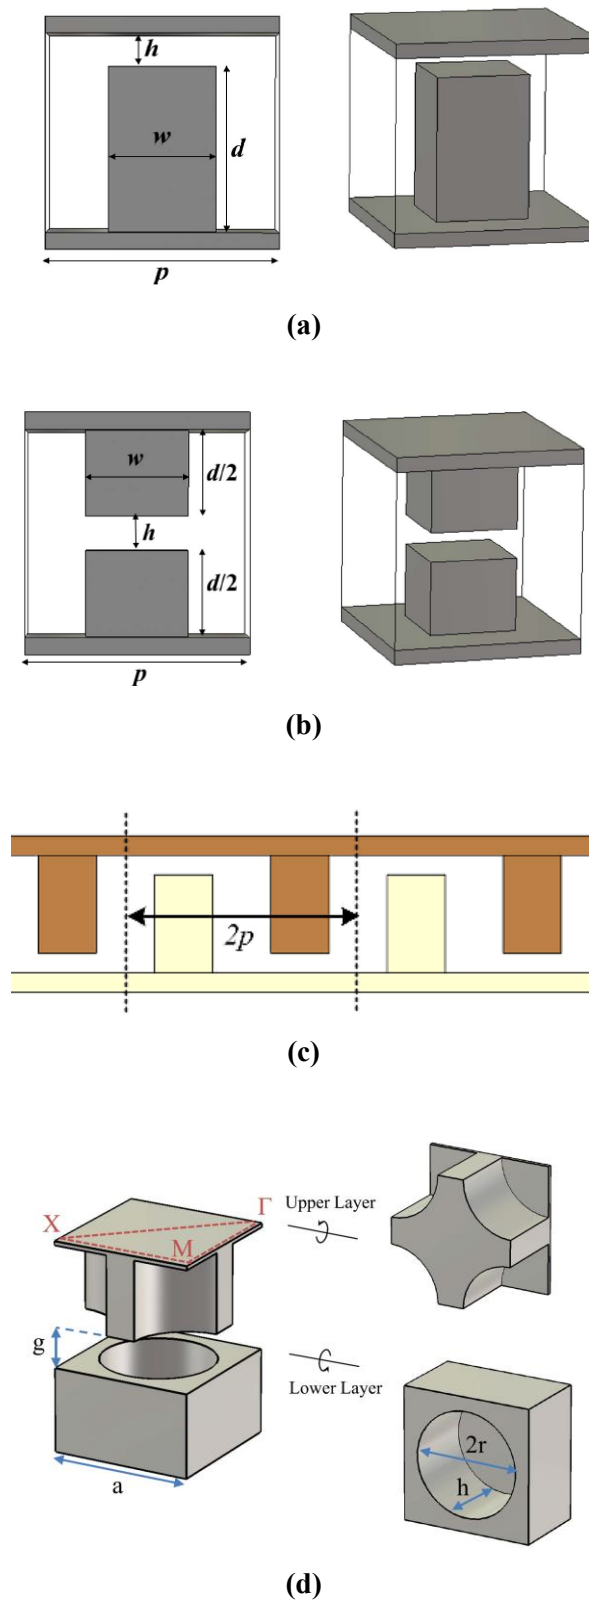 h
w
d
p
(a)
w
d/2
h
d/2
p
(b)
2p
(c)
X
Γ
M
Upper Layer
g
a
Lower Layer
2r
h
(d)